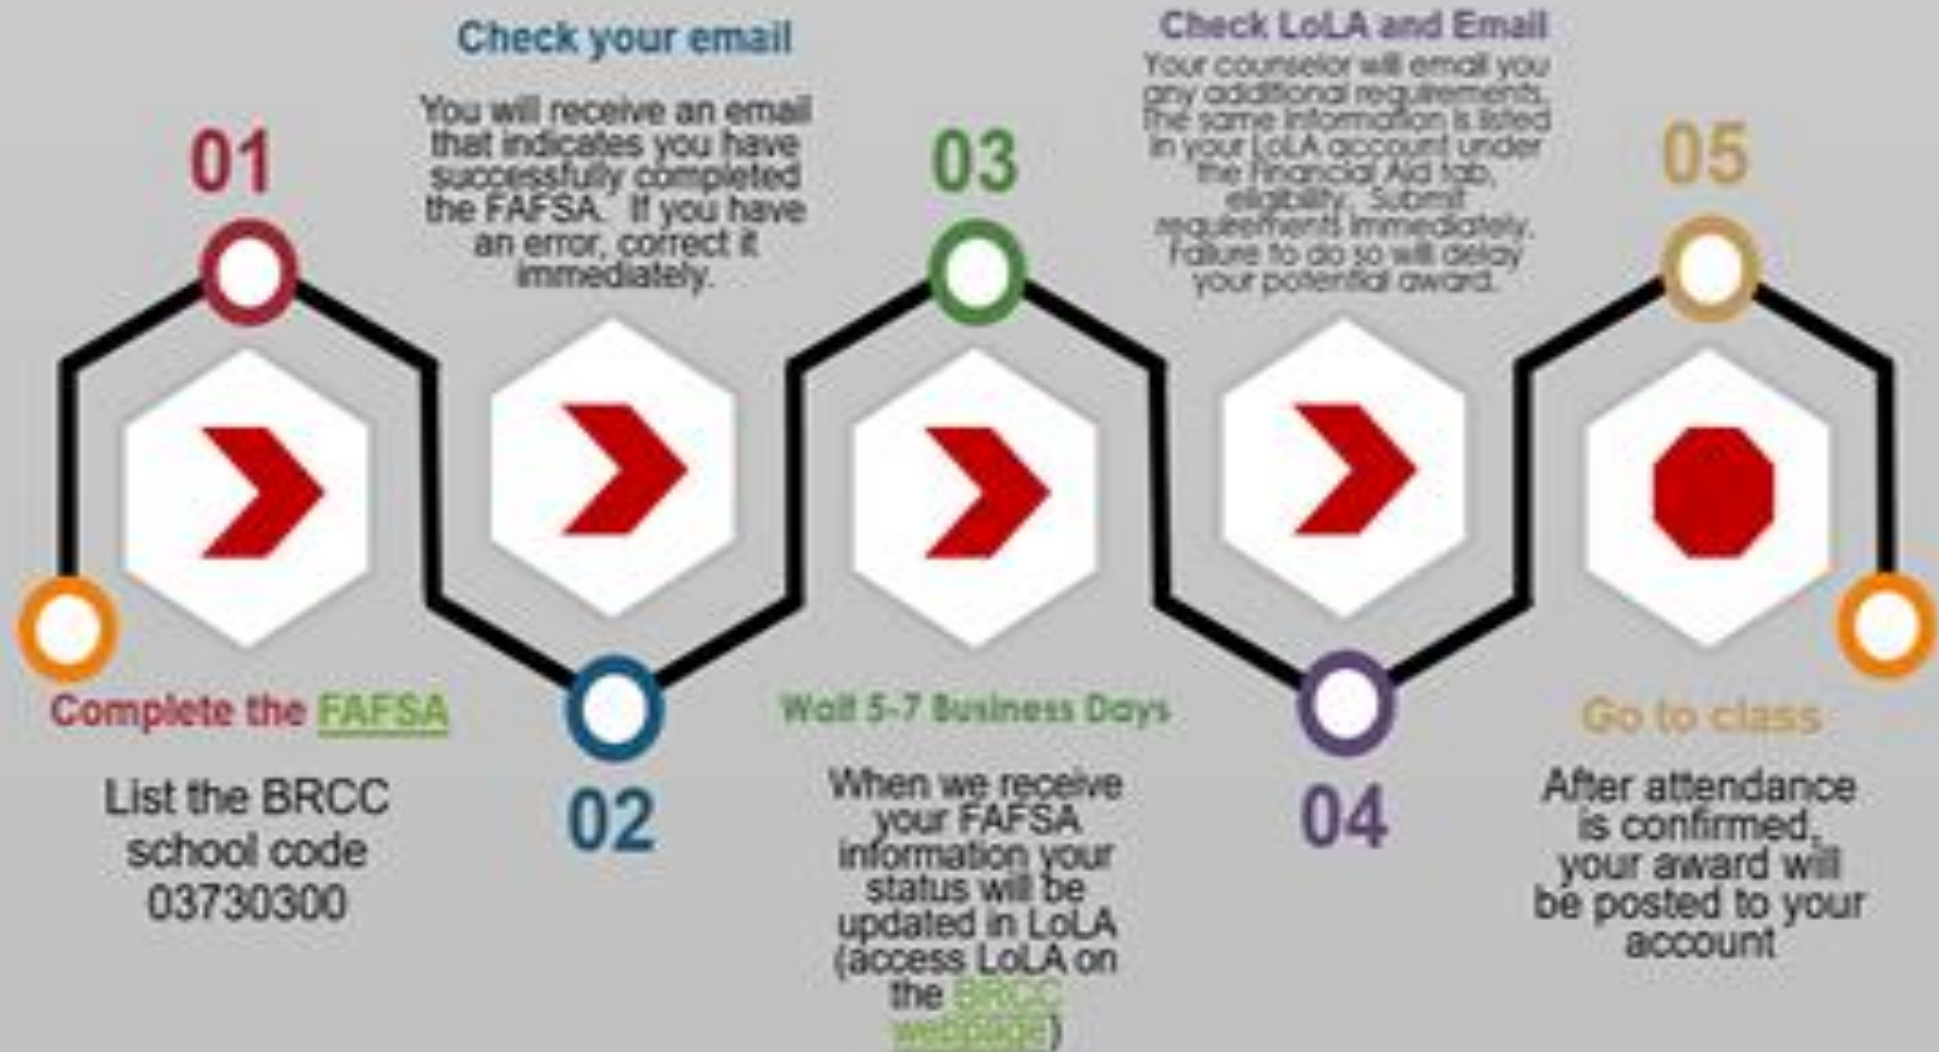 01
Complete the FAFSA
List the BRCC
school code
03730300
Check your email
You will receive an email
that indicates you have
successfully completed
the FAFSA. If you have
an error, correct it
immediately.
02
03
Wait 5-7 Business Days
When we receive
your FAFSA
information your
status will be
updated in LoLA
(access LoLA on
the BRCC
webpage)
Check LoLA and Email
Your counselor will email you
any additional requirements.
The same information is listed
in your LoLA account under
the Financial Aid tab,
eligibility. Submit
requirements immediately.
Failure to do so will delay
your potential award.
04
05
Go to class
After attendance
is confirmed,
your award will
be posted to your
account